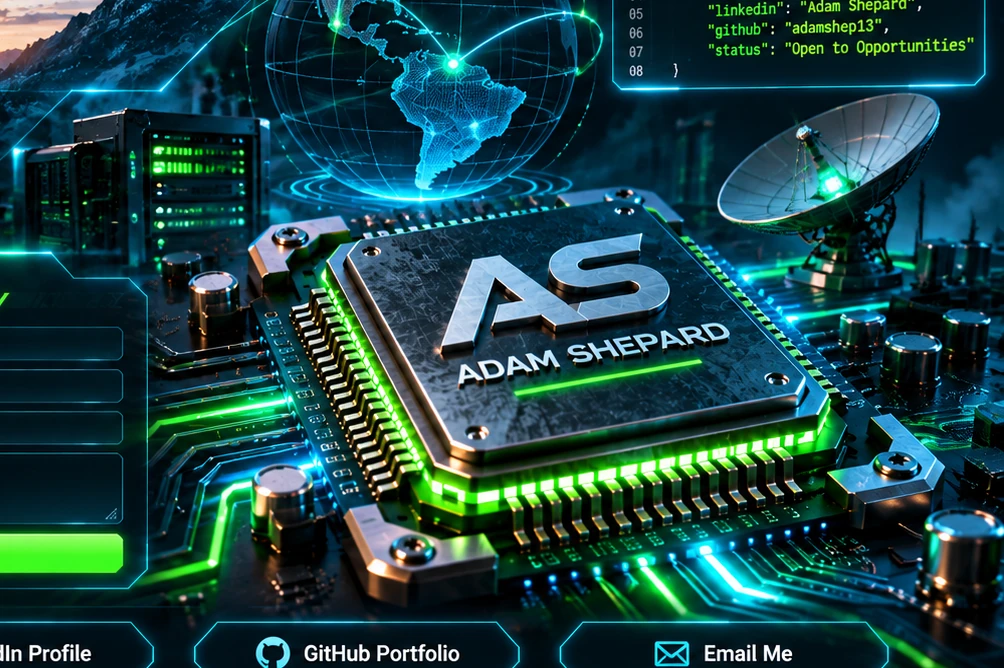 05 "linkedin": "Adam Shepard",
06 "github": "adamshep13",
07 "status": "Open to Opportunities"
08 }
AS
ADAM SHEPARD
dIn Profile
GitHub Portfolio
Email Me